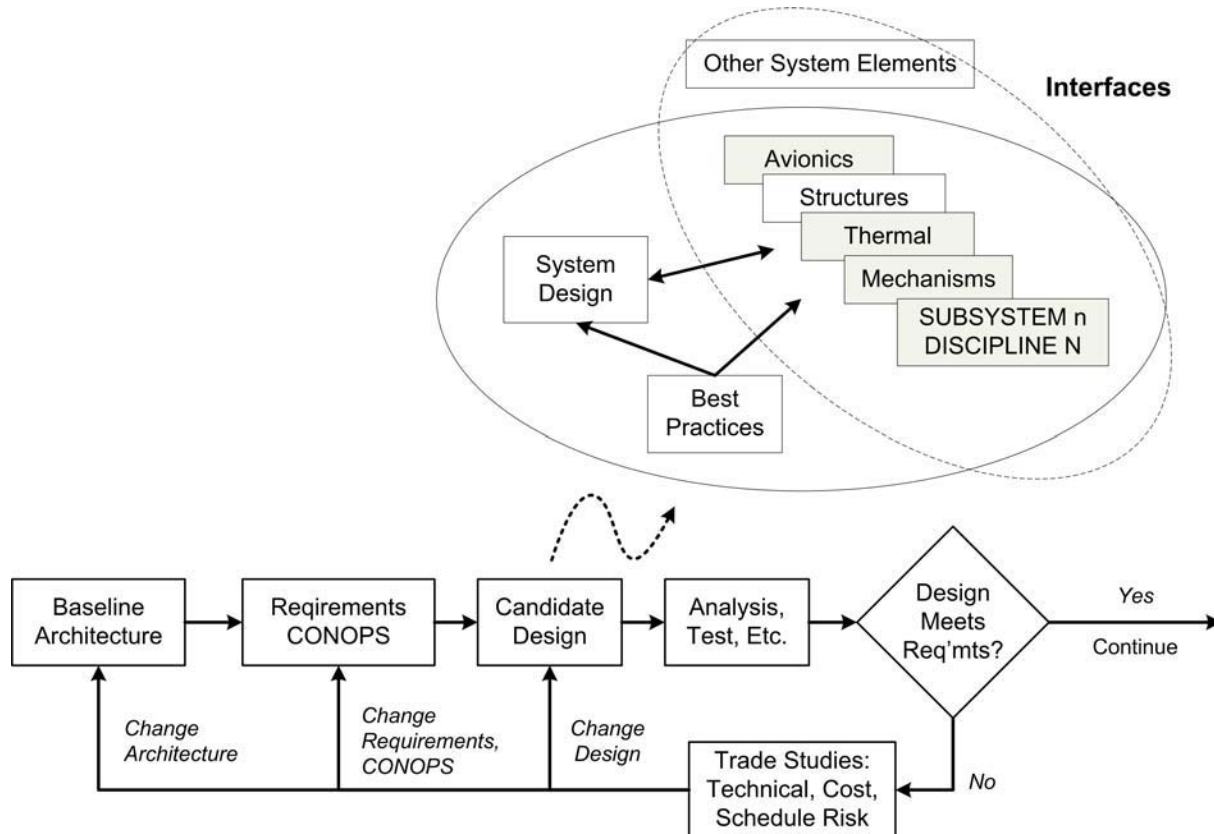 Other System Elements
Interfaces
Avionics
Structures
Thermal
Mechanisms
SUBSYSTEM n
DISCIPLINE N
System
Design
Best
Practices
Baseline
Architecture
Reqirements
CONOPS
Candidate
Design
Analysis,
Test, Etc.
Design
Meets
Req'mts?
Yes
Continue
No
Change
Architecture
Change
Requirements,
CONOPS
Change
Design
Trade Studies:
Technical, Cost,
Schedule Risk